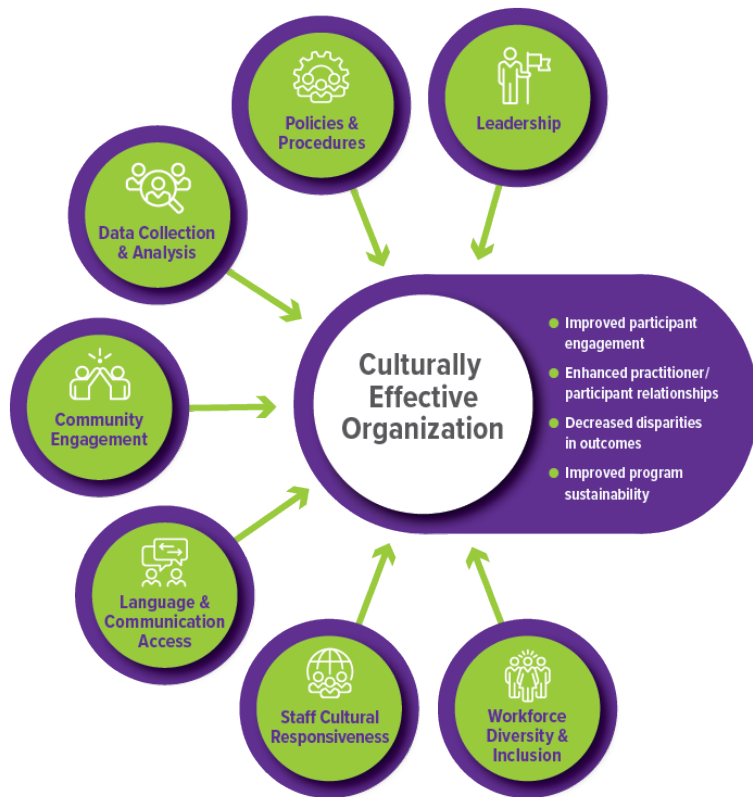 Policies &
Procedures
Leadership
Data Collection
& Analysis
Community
Engagement
Language &
Communication
Access
Staff Cultural
Responsiveness
Workforce
Diversity &
Inclusion
Culturally
Effective
Organization
Improved participant
engagement
Enhanced practitioner/
participant relationships
Decreased disparities
in outcomes
Improved program
sustainability